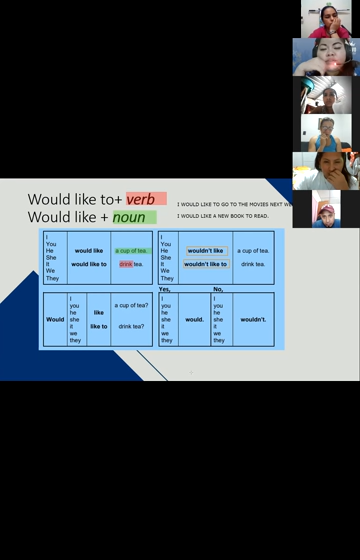 Would like to+ verb
Would like + noun
I WOULD LIKE TO GO TO THE MOVIES NEXT WE
I WOULD LIKE A NEW BOOK TO READ.
I
You
He
She
It
We
They
would like
would like to
a cup of tea.
drink tea.
I
You
He
She
It
We
They
wouldn't like
wouldn't like to
a cup of tea.
drink tea.
Would
I
you
he
she
it
we
they
like
like to
a cup of tea?
drink tea?
Yes,
I
you
he
she
it
we
they
would.
No,
I
you
he
she
it
we
they
wouldn't.